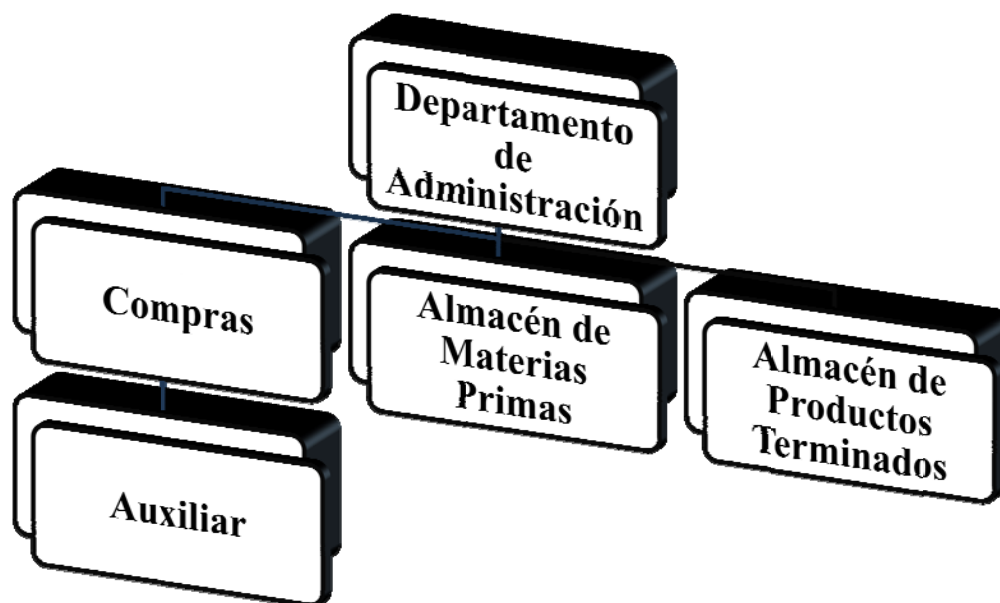 Departamento
de
Administración
Compras
Almacén de
Materias
Primas
Almacén de
Productos
Terminados
Auxiliar